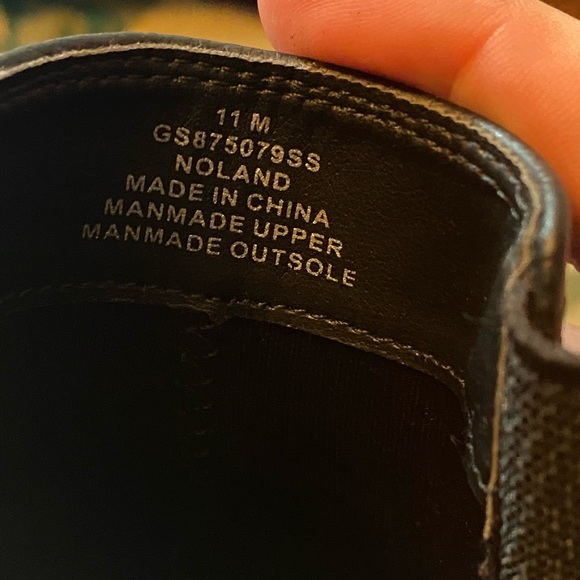 11 M
GS875079SS
NOLAND
MADE IN CHINA
MANMADE UPPER
MANMADE OUTSOLE